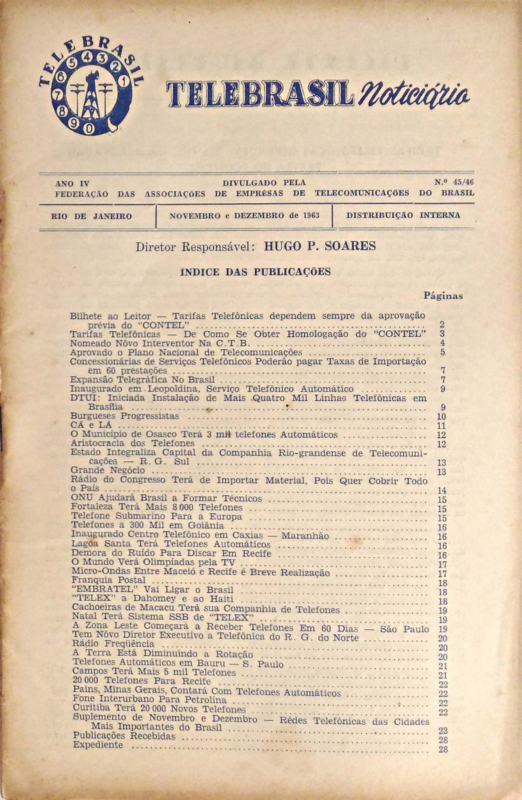 TELEBRASIL
1234567890
TELEBRASIL Noticiário
ANO IV DIVULGADO PELA N.º 45/46
FEDERAÇÃO DAS ASSOCIAÇÕES DE EMPRÊSAS DE TELECOMUNICAÇÕES DO BRASIL
RIO DE JANEIRO NOVEMBRO e DEZEMBRO de 1963 DISTRIBUIÇÃO INTERNA
Diretor Responsável: HUGO P. SOARES
ÍNDICE DAS PUBLICAÇÕES
Páginas
Bilhete ao Leitor — Tarifas Telefônicas dependem sempre da aprovação
prévia do "CONTEL" 2
Tarifas Telefônicas — De Como Se Obter Homologação do "CONTEL" 3
Nomeado Nôvo Interventor Na C.T.B. 4
Aprovado o Plano Nacional de Telecomunicações 5
Concessionárias de Serviços Telefônicos Poderão pagar Taxas de Importação
em 60 prestações 7
Expansão Telegráfica No Brasil 7
Inaugurado em Leopoldina, Serviço Telefônico Automático 9
DTUI: Iniciada Instalação de Mais Quatro Mil Linhas Telefônicas em
Brasília 9
Burgueses Progressistas 10
CÁ e LÁ 11
O Município de Osasco Terá 3 mil telefones Automáticos 12
Aristocracia dos Telefones 12
Estado Integraliza Capital da Companhia Rio-grandense de Telecomuni-
cações — R. G. Sul 13
Grande Negócio 13
Rádio do Congresso Terá de Importar Material, Pois Quer Cobrir Todo
o País 14
ONU Ajudará Brasil a Formar Técnicos 15
Fortaleza Terá Mais 8 000 Telefones 15
Telefone Submarino Para a Europa 15
Telefones a 300 Mil em Goiânia 16
Inaugurado Centro Telefônico em Caxias — Maranhão 16
Lagôa Santa Terá Telefones Automáticos 16
Demora do Ruído Para Discar Em Recife 16
O Mundo Verá Olimpíadas pela TV 17
Micro-Ondas Entre Maceió e Recife é Breve Realização 17
Franquia Postal 18
"EMBRATEL" Vai Ligar o Brasil 18
"TELEX" a Dahomey e ao Haiti 18
Cachoeiras de Macacu Terá sua Companhia de Telefones 19
Natal Terá Sistema SSB de "TELEX" 19
A Zona Leste Começará a Receber Telefones Em 60 Dias — São Paulo 19
Tem Nôvo Diretor Executivo a Telefônica do R. G. do Norte 20
Rádio Freqüência 20
A Terra Está Diminuindo a Rotação 20
Telefones Automáticos em Bauru — S. Paulo 21
Campos Terá Mais 5 mil Telefones 21
20 000 Telefones Para Recife 22
Pains, Minas Gerais, Contará Com Telefones Automáticos 22
Fone Interurbano Para Petrolina 22
Curitiba Terá 20 000 Novos Telefones 22
Suplemento de Novembro e Dezembro — Rêdes Telefônicas das Cidades
Mais Importantes do Brasil 23
Publicações Recebidas 28
Expediente 28